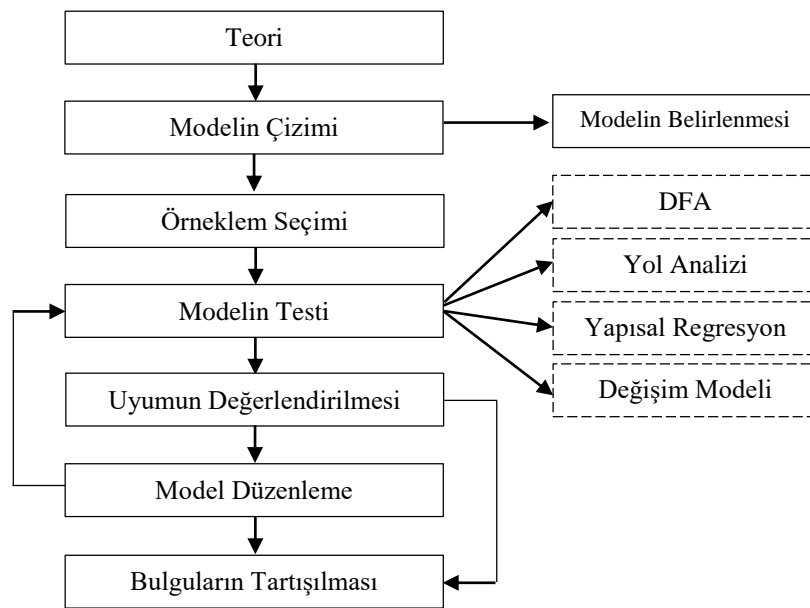 Teori
Modelin Çizimi
Modelin Belirlenmesi
Örneklem Seçimi
DFA
Yol Analizi
Modelin Testi
Yapısal Regresyon
Değişim Modeli
Uyumun Değerlendirilmesi
Model Düzenleme
Bulguların Tartışılması